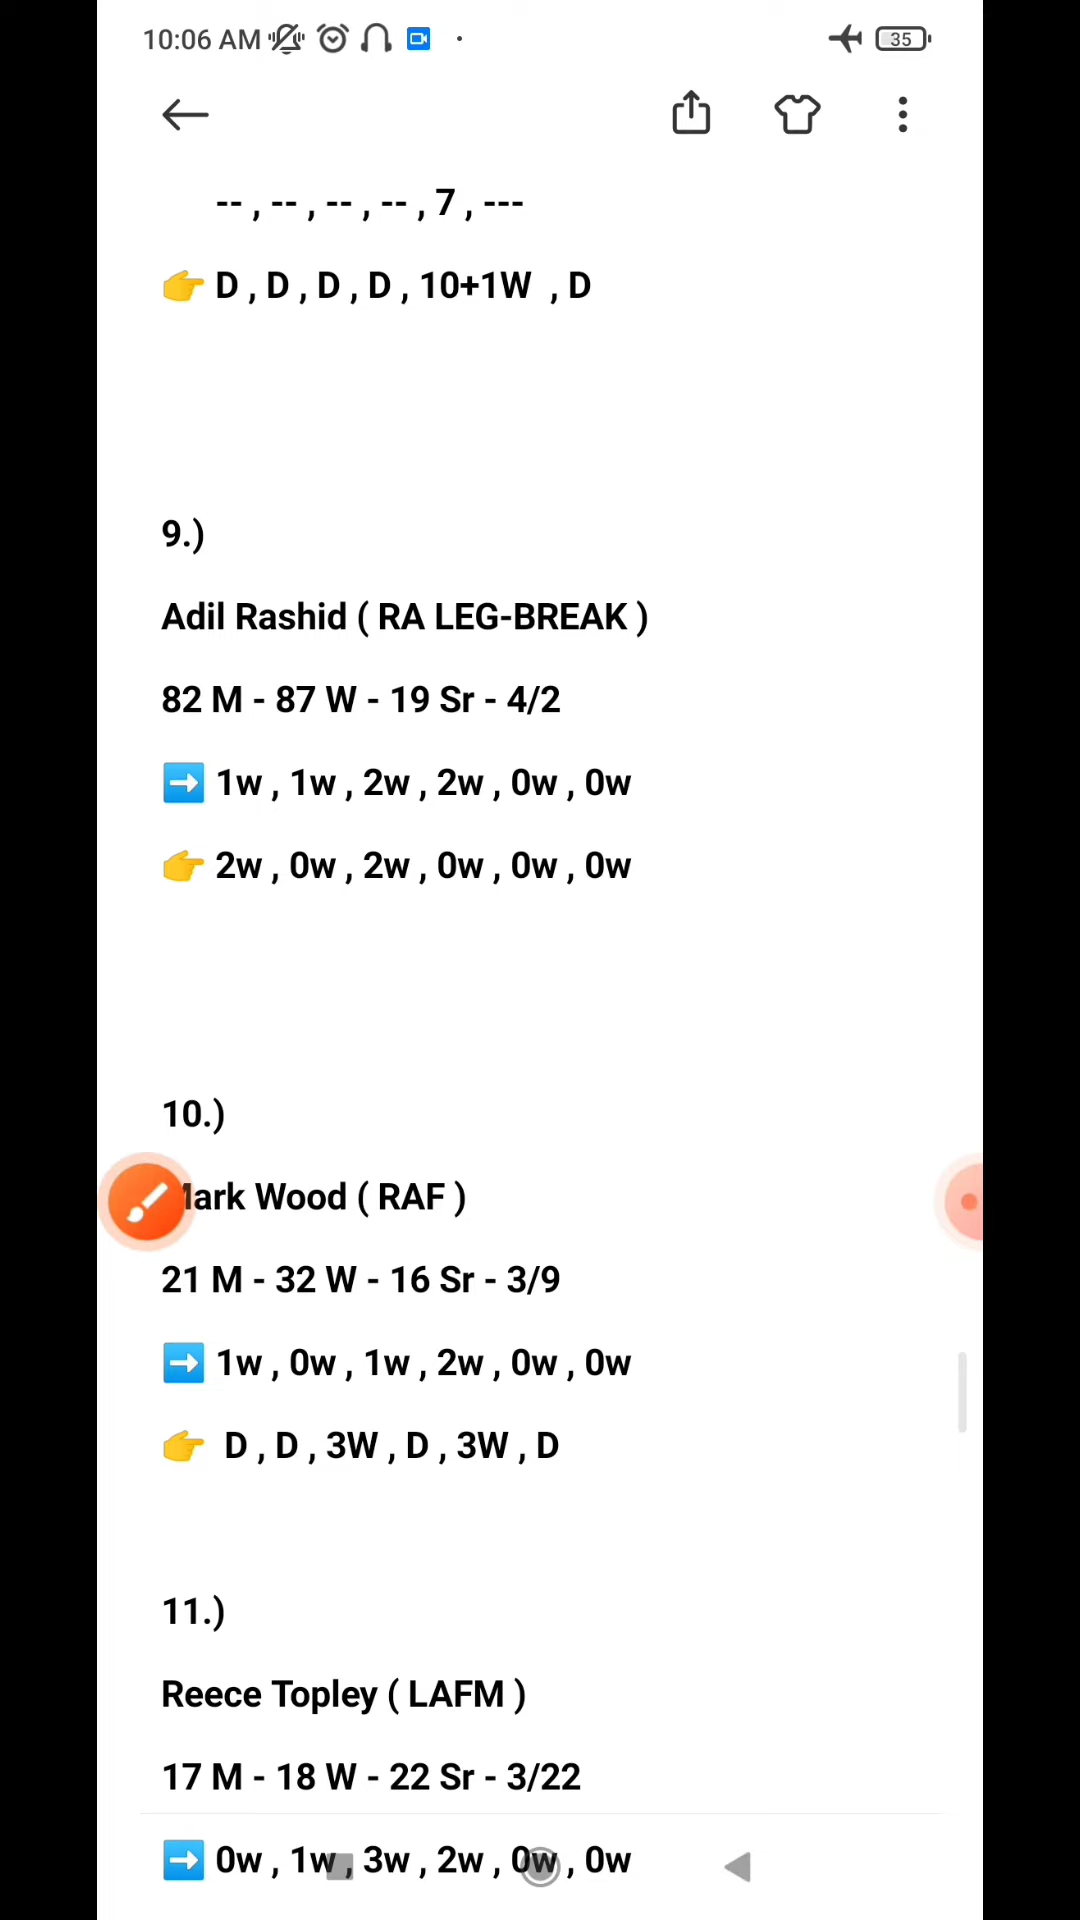 10:06 AM
35
-- , -- , -- , -- , 7 , ---
👉 D , D , D , D , 10+1W , D
9.)
Adil Rashid ( RA LEG-BREAK )
82 M - 87 W - 19 Sr - 4/2
➡️ 1w , 1w , 2w , 2w , 0w , 0w
👉 2w , 0w , 2w , 0w , 0w , 0w
10.)
Mark Wood ( RAF )
21 M - 32 W - 16 Sr - 3/9
➡️ 1w , 0w , 1w , 2w , 0w , 0w
👉 D , D , 3W , D , 3W , D
11.)
Reece Topley ( LAFM )
17 M - 18 W - 22 Sr - 3/22
➡️ 0w , 1w , 3w , 2w , 0w , 0w